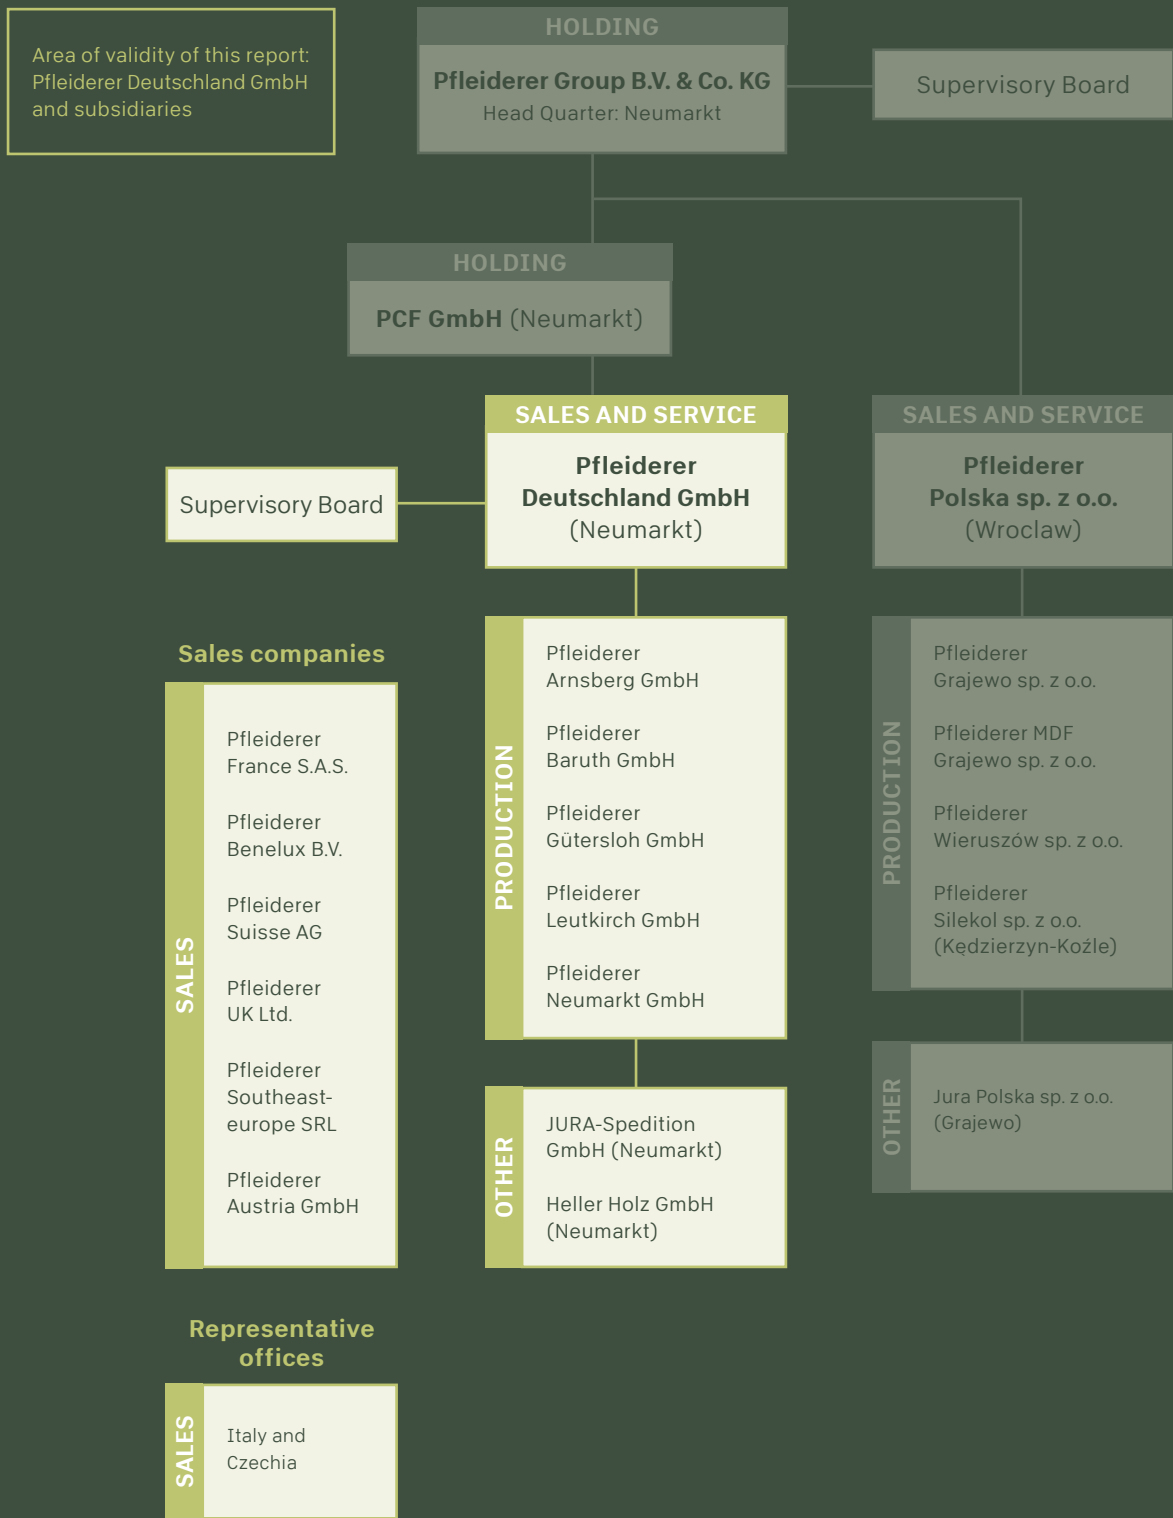 Area of validity of this report:
Pfleiderer Deutschland GmbH
and subsidiaries
HOLDING
Pfleiderer Group B.V. & Co. KG
Head Quarter: Neumarkt
Supervisory Board
HOLDING
PCF GmbH (Neumarkt)
SALES AND SERVICE
Pfleiderer
Deutschland GmbH
(Neumarkt)
Supervisory Board
SALES AND SERVICE
Pfleiderer
Polska sp. z o.o.
(Wroclaw)
Sales companies
SALES
Pfleiderer
France S.A.S.
Pfleiderer
Benelux B.V.
Pfleiderer
Suisse AG
Pfleiderer
UK Ltd.
Pfleiderer
Southeast-
europe SRL
Pfleiderer
Austria GmbH
PRODUCTION
Pfleiderer
Arnsberg GmbH
Pfleiderer
Baruth GmbH
Pfleiderer
Gütersloh GmbH
Pfleiderer
Leutkirch GmbH
Pfleiderer
Neumarkt GmbH
OTHER
JURA-Spedition
GmbH (Neumarkt)
Heller Holz GmbH
(Neumarkt)
PRODUCTION
Pfleiderer
Grajewo sp. z o.o.
Pfleiderer MDF
Grajewo sp. z o.o.
Pfleiderer
Wieruszów sp. z o.o.
Pfleiderer
Silekol sp. z o.o.
(Kędzierzyn-Koźle)
OTHER
Jura Polska sp. z o.o.
(Grajewo)
Representative
offices
SALES
Italy and
Czechia